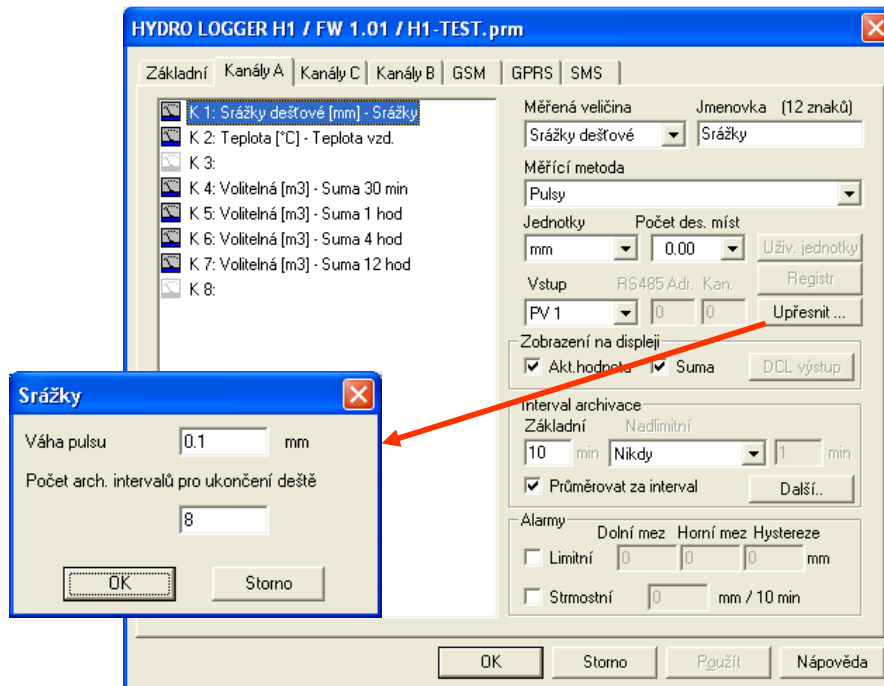 HYDRO LOGGER H1 / FW 1.01 / H1-TEST.prm
Základní Kanály A Kanály C Kanály B GSM GPRS SMS
K 1: Srážky dešťové [mm] - Srážky
K 2: Teplota [°C] - Teplota vzd.
K 3:
K 4: Volitelná [m3] - Suma 30 min
K 5: Volitelná [m3] - Suma 1 hod
K 6: Volitelná [m3] - Suma 4 hod
K 7: Volitelná [m3] - Suma 12 hod
K 8:
Měřená veličina Jmenovka (12 znaků)
Srážky dešťové Srážky
Měřící metoda
Pulsy
Jednotky Počet des. míst
mm 0.00 Uživ. jednotky
Vstup RS485 Adr. Kan. Registr
PV 1 0 0 Upřesnit ...
Zobrazení na displeji
Akt.hodnota Suma DCL výstup
Interval archivace
Základní Nadlimitní
10 min Nikdy 1 min
Průměrovat za interval Další..
Alarmy
Dolní mez Horní mez Hystereze
Limitní 0 0 0 mm
Strmostní 0 mm / 10 min
OK Storno Použít Nápověda
Srážky
Váha pulsu 0.1 mm
Počet arch. intervalů pro ukončení deště
8
OK Storno